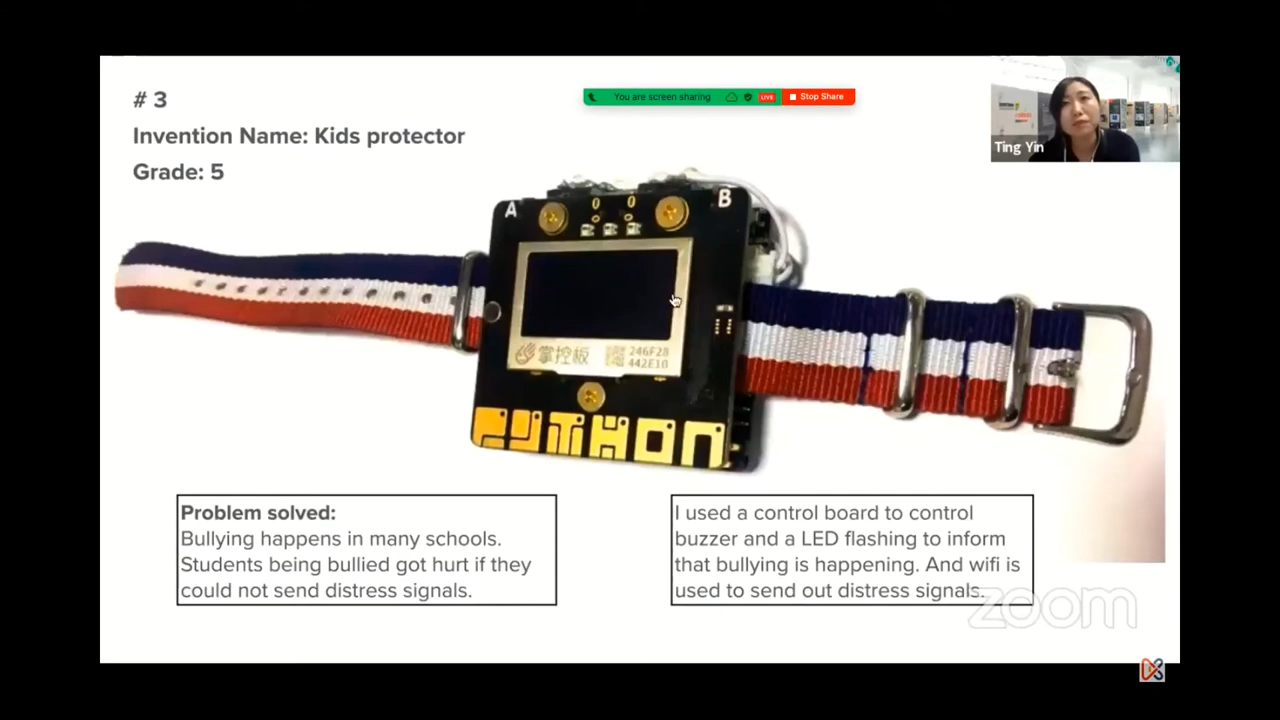 # 3
Invention Name: Kids protector
Grade: 5
You are screen sharing
LIVE
Stop Share
Ting Yin
A
B
0 0
掌控板
246F28
442E10
PYTHON
Problem solved:
Bullying happens in many schools.
Students being bullied got hurt if they
could not send distress signals.
I used a control board to control
buzzer and a LED flashing to inform
that bullying is happening. And wifi is
used to send out distress signals.
zoom